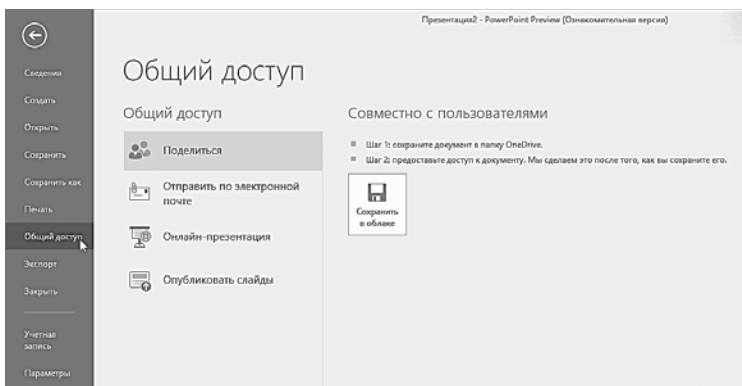 Презентация2 - PowerPoint Preview (Ознакомительная версия)
Сведения
Создать
Открыть
Сохранить
Сохранить как
Печать
Общий доступ
Экспорт
Закрыть
Учетная
запись
Параметры
Общий доступ
Общий доступ
Поделиться
Отправить по электронной
почте
Онлайн-презентация
Опубликовать слайды
Совместно с пользователями
Шаг 1: сохраните документ в папку OneDrive.
Шаг 2: предоставьте доступ к документу. Мы сделаем это после того, как вы сохраните его.
Сохранить
в облаке